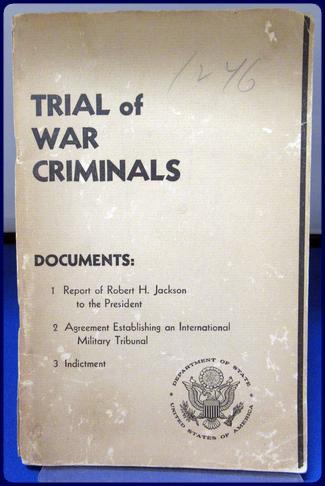 1246
TRIAL of
WAR
CRIMINALS
DOCUMENTS:
1 Report of Robert H. Jackson
to the President
2 Agreement Establishing an International
Military Tribunal
3 Indictment
DEPARTMENT OF STATE
UNITED STATES OF AMERICA